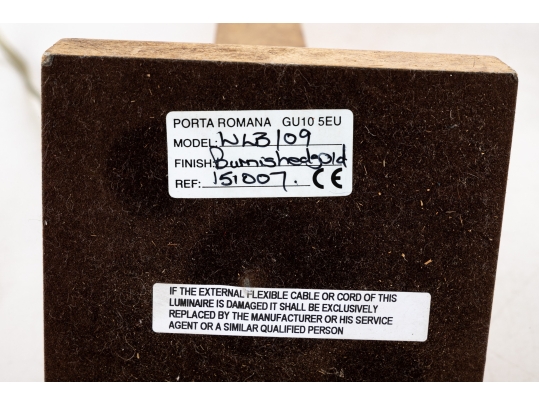 PORTA ROMANA GU10 5EU
MODEL: WLB/09
FINISH: Burnishedgold
REF: 151007. CE
IF THE EXTERNAL FLEXIBLE CABLE OR CORD OF THIS
LUMINAIRE IS DAMAGED IT SHALL BE EXCLUSIVELY
REPLACED BY THE MANUFACTURER OR HIS SERVICE
AGENT OR A SIMILAR QUALIFIED PERSON